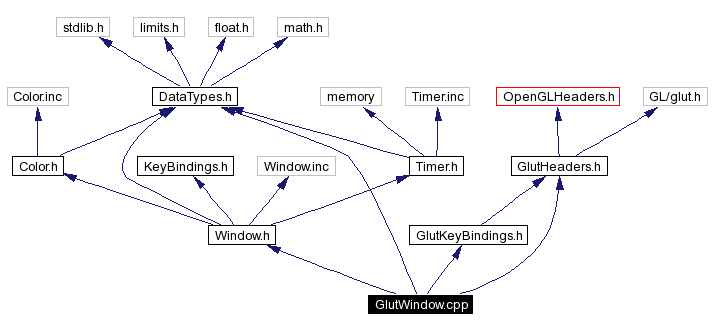 stdlib.h
limits.h
float.h
math.h
Color.inc
DataTypes.h
memory
Timer.inc
OpenGLHeaders.h
GL/glut.h
Color.h
KeyBindings.h
Window.inc
Timer.h
GlutHeaders.h
Window.h
GlutKeyBindings.h
GlutWindow.cpp